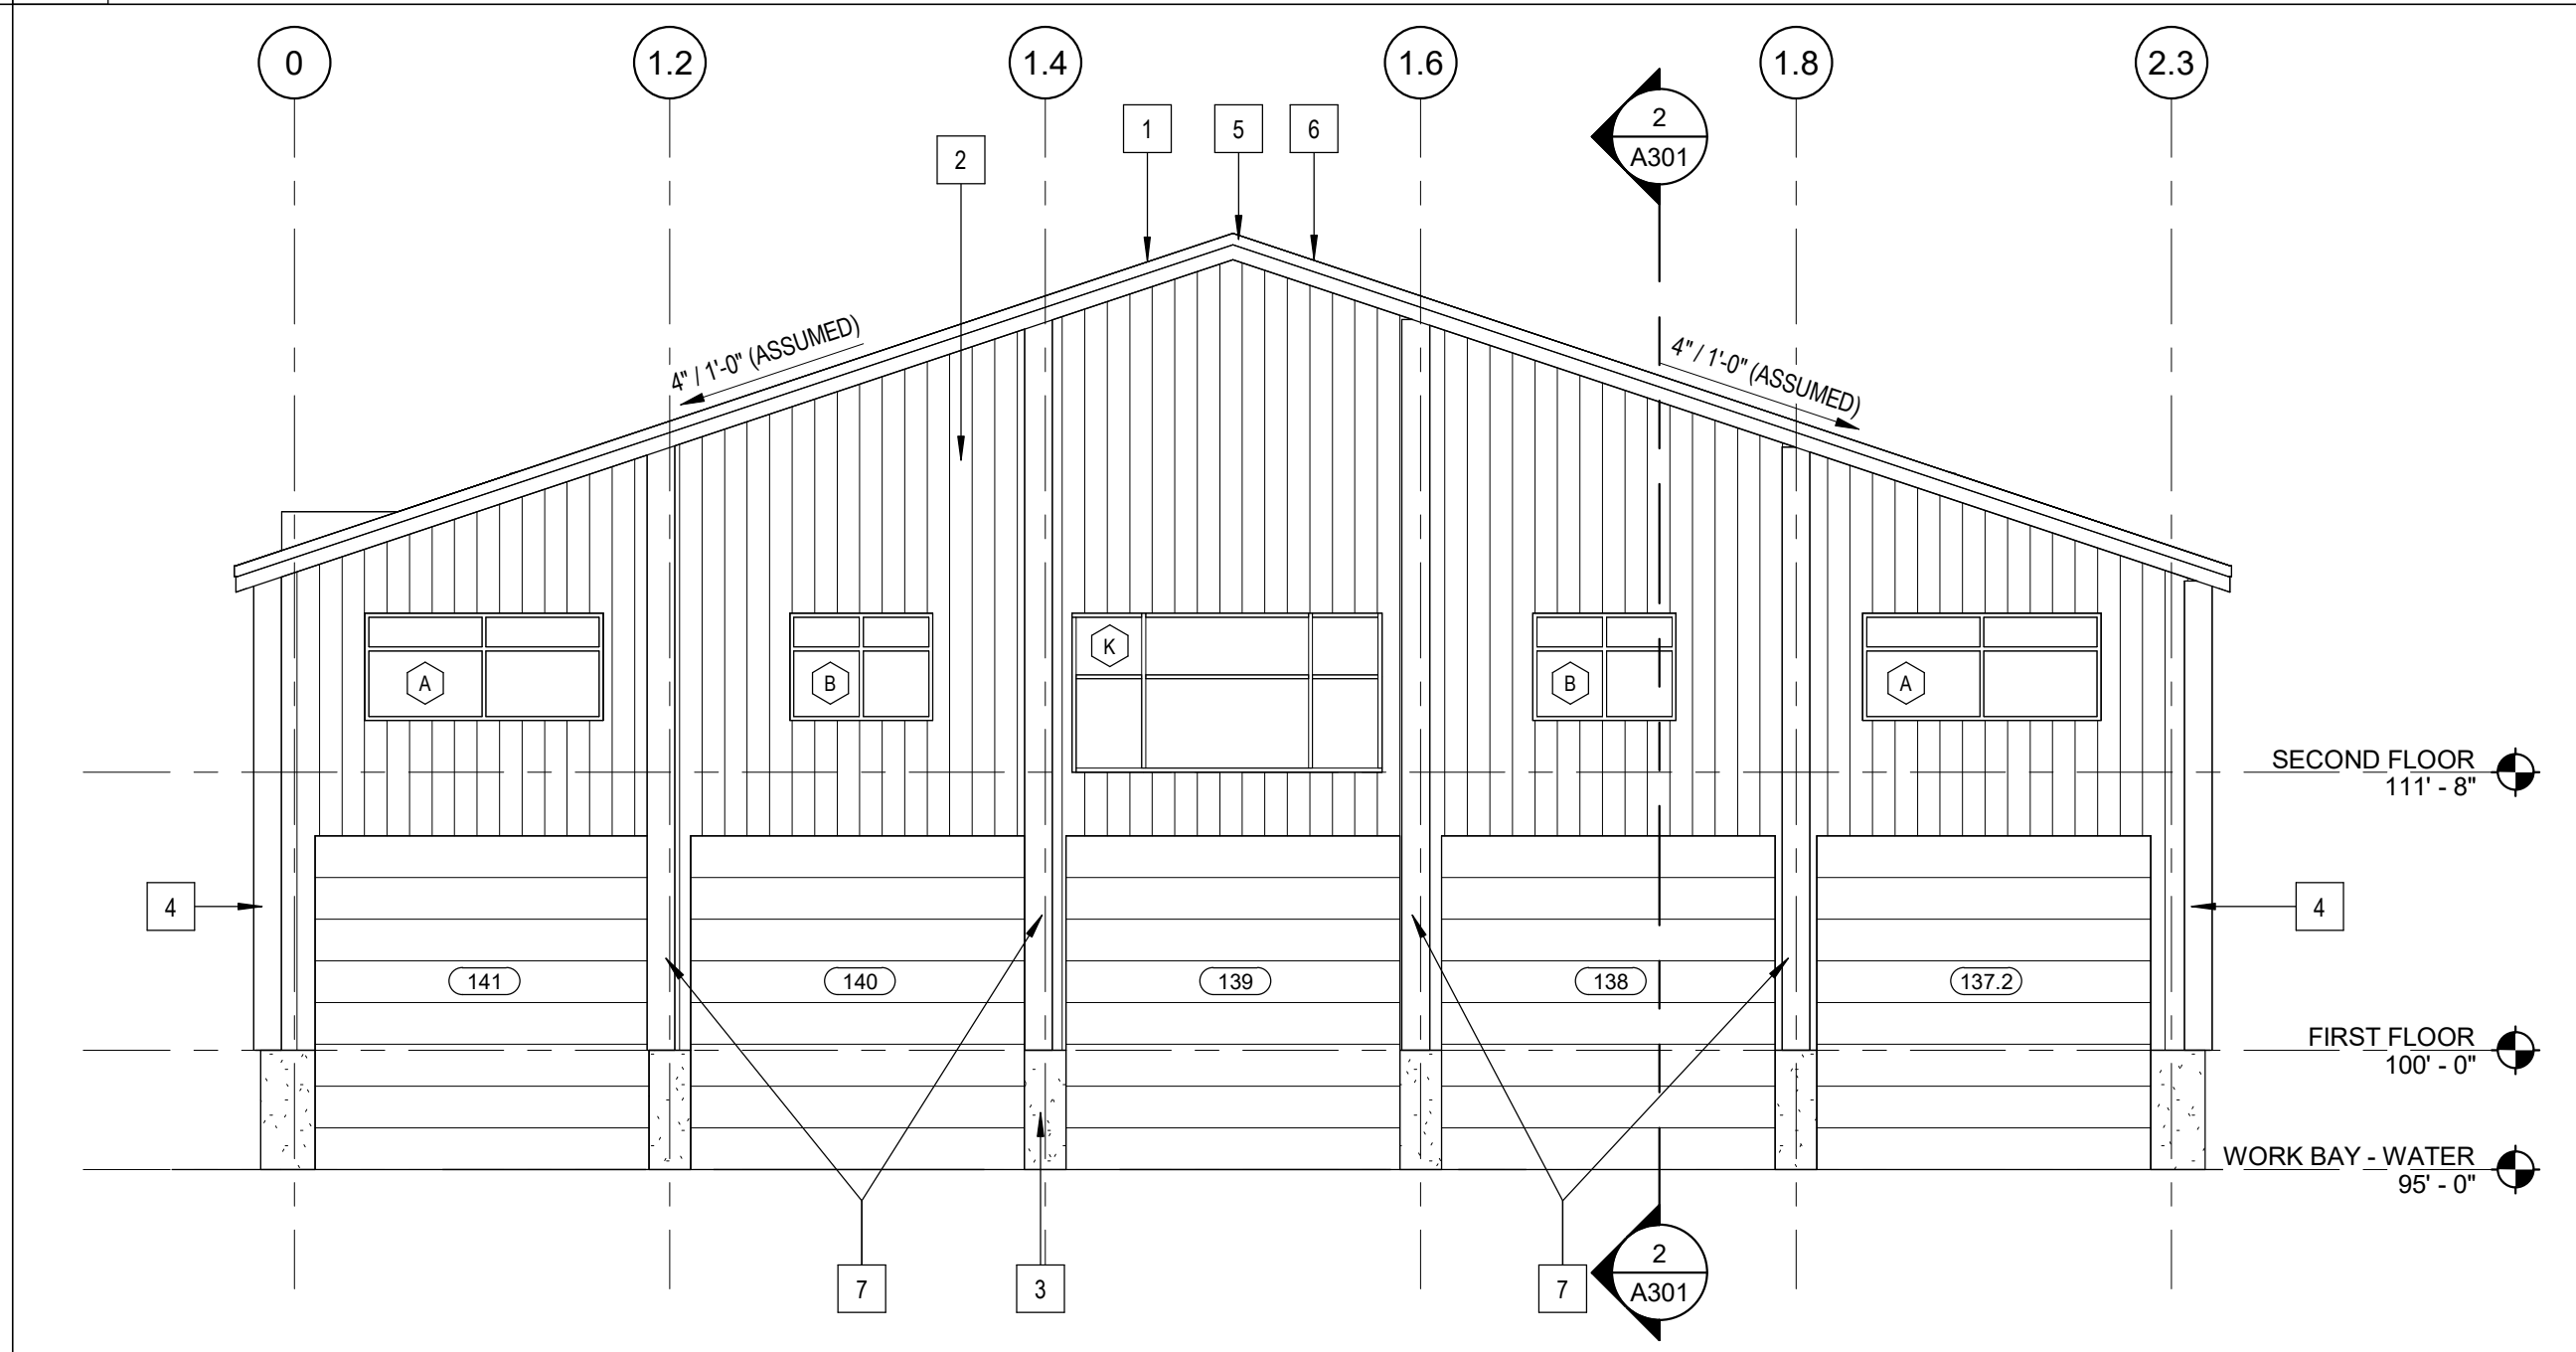 0
1.2
1.4
1.6
1.8
2.3
1
5
6
2
A301
2
4" / 1'-0" (ASSUMED)
4" / 1'-0" (ASSUMED)
K
A
B
B
A
SECOND FLOOR
111' - 8"
4
4
141
140
139
138
137.2
FIRST FLOOR
100' - 0"
WORK BAY - WATER
95' - 0"
7
3
7
2
A301